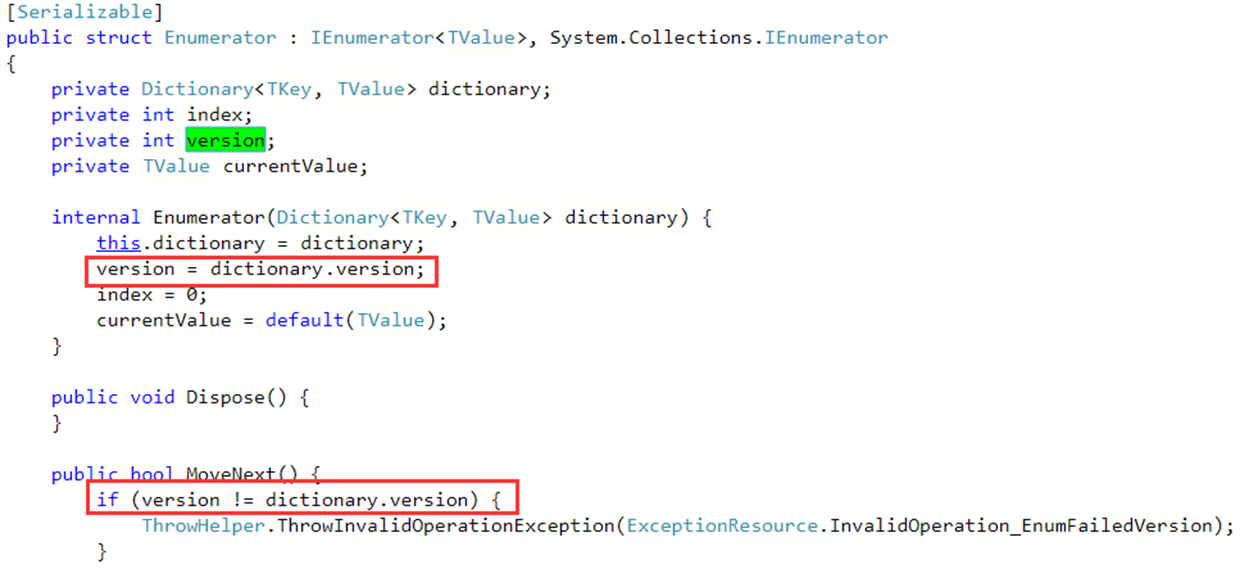 [Serializable]
public struct Enumerator : IEnumerator<TValue>, System.Collections.IEnumerator
{
    private Dictionary<TKey, TValue> dictionary;
    private int index;
    private int version;
    private TValue currentValue;

    internal Enumerator(Dictionary<TKey, TValue> dictionary) {
        this.dictionary = dictionary;
        version = dictionary.version;
        index = 0;
        currentValue = default(TValue);
    }

    public void Dispose() {
    }

    public bool MoveNext() {
        if (version != dictionary.version) {
            ThrowHelper.ThrowInvalidOperationException(ExceptionResource.InvalidOperation_EnumFailedVersion);
        }